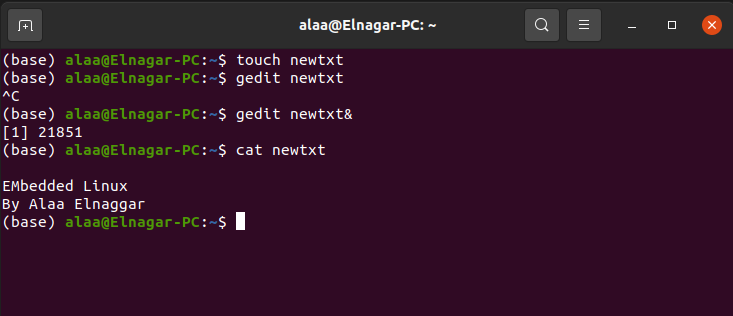 alaa@Elnagar-PC: ~
(base) alaa@Elnagar-PC:~$ touch newtxt
(base) alaa@Elnagar-PC:~$ gedit newtxt
^C
(base) alaa@Elnagar-PC:~$ gedit newtxt&
[1] 21851
(base) alaa@Elnagar-PC:~$ cat newtxt
EMbedded Linux
By Alaa Elnaggar
(base) alaa@Elnagar-PC:~$